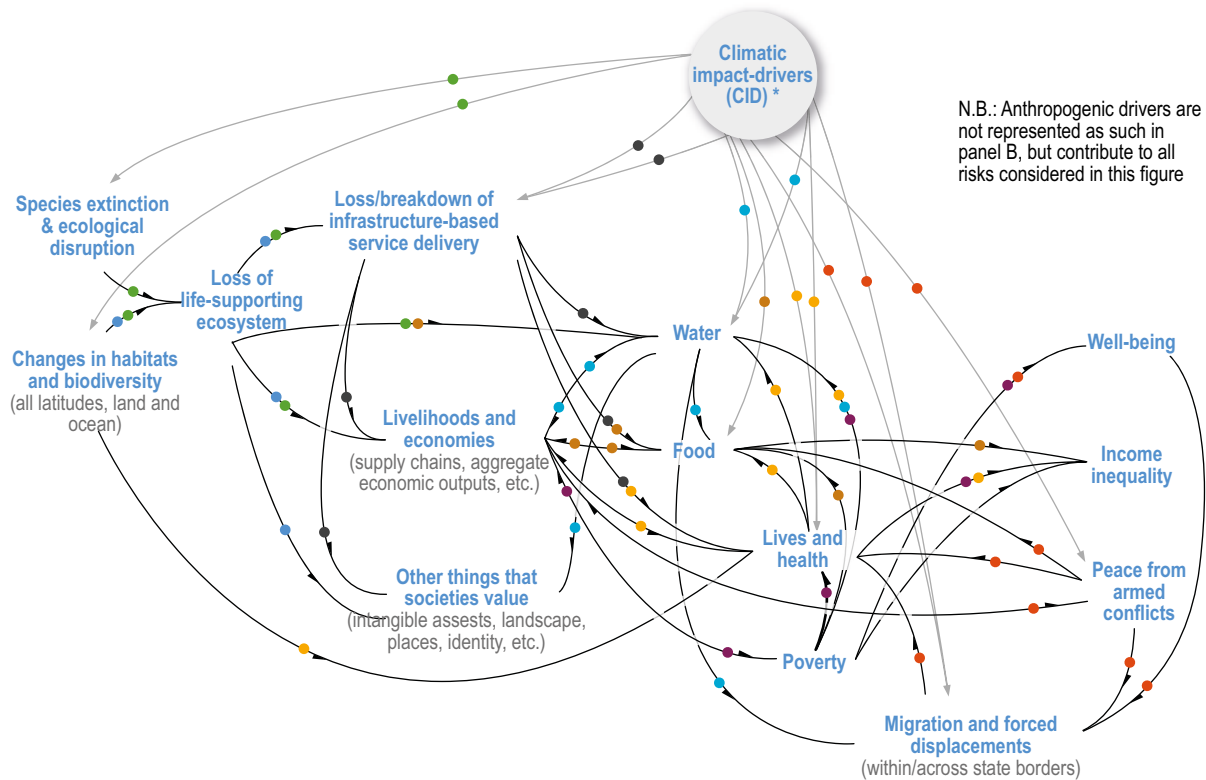 Climatic
impact-drivers
(CID) *
N.B.: Anthropogenic drivers are
not represented as such in
panel B, but contribute to all
risks considered in this figure
Species extinction
& ecological
disruption
Loss/breakdown of
infrastructure-based
service delivery
Loss of
life-supporting
ecosystem
Changes in habitats
and biodiversity
(all latitudes, land and
ocean)
Water
Well-being
Livelihoods and
economies
(supply chains, aggregate
economic outputs, etc.)
Food
Income
inequality
Lives and
health
Other things that
societies value
(intangible assests, landscape,
places, identity, etc.)
Peace from
armed
conflicts
Poverty
Migration and forced
displacements
(within/across state borders)